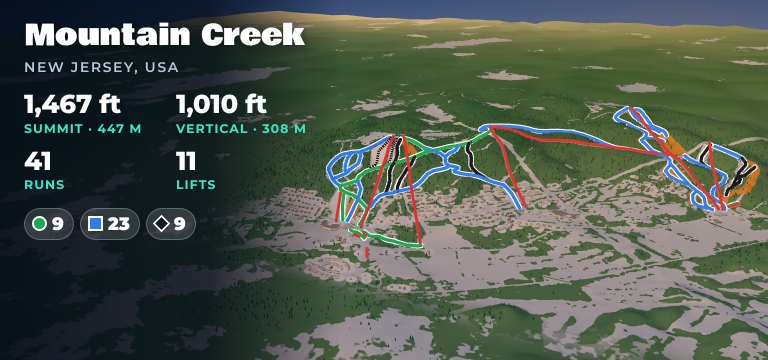 Mountain Creek
NEW JERSEY, USA
1,467 ft 1,010 ft
SUMMIT · 447 M VERTICAL · 308 M
41 11
RUNS LIFTS
9 23 9